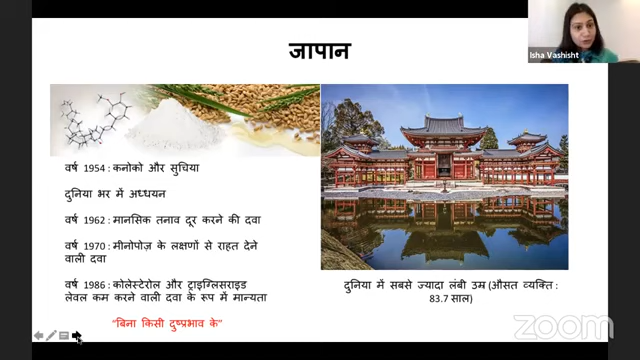 Isha Vashisht
जापान
वर्ष 1954 : कनोको और सुचिया
दुनिया भर में अध्धयन
वर्ष 1962 : मानसिक तनाव दूर करने की दवा
वर्ष 1970 : मीनोपोज़ के लक्षणों से राहत देने
वाली दवा
वर्ष 1986 : कोलेस्टेरोल और ट्राइग्लिसराइड
लेवल कम करने वाली दवा के रूप में मान्यता
“बिना किसी दुष्प्रभाव के”
दुनिया में सबसे ज्यादा लंबी उम्र (औसत व्यक्ति :
83.7 साल)
zoom